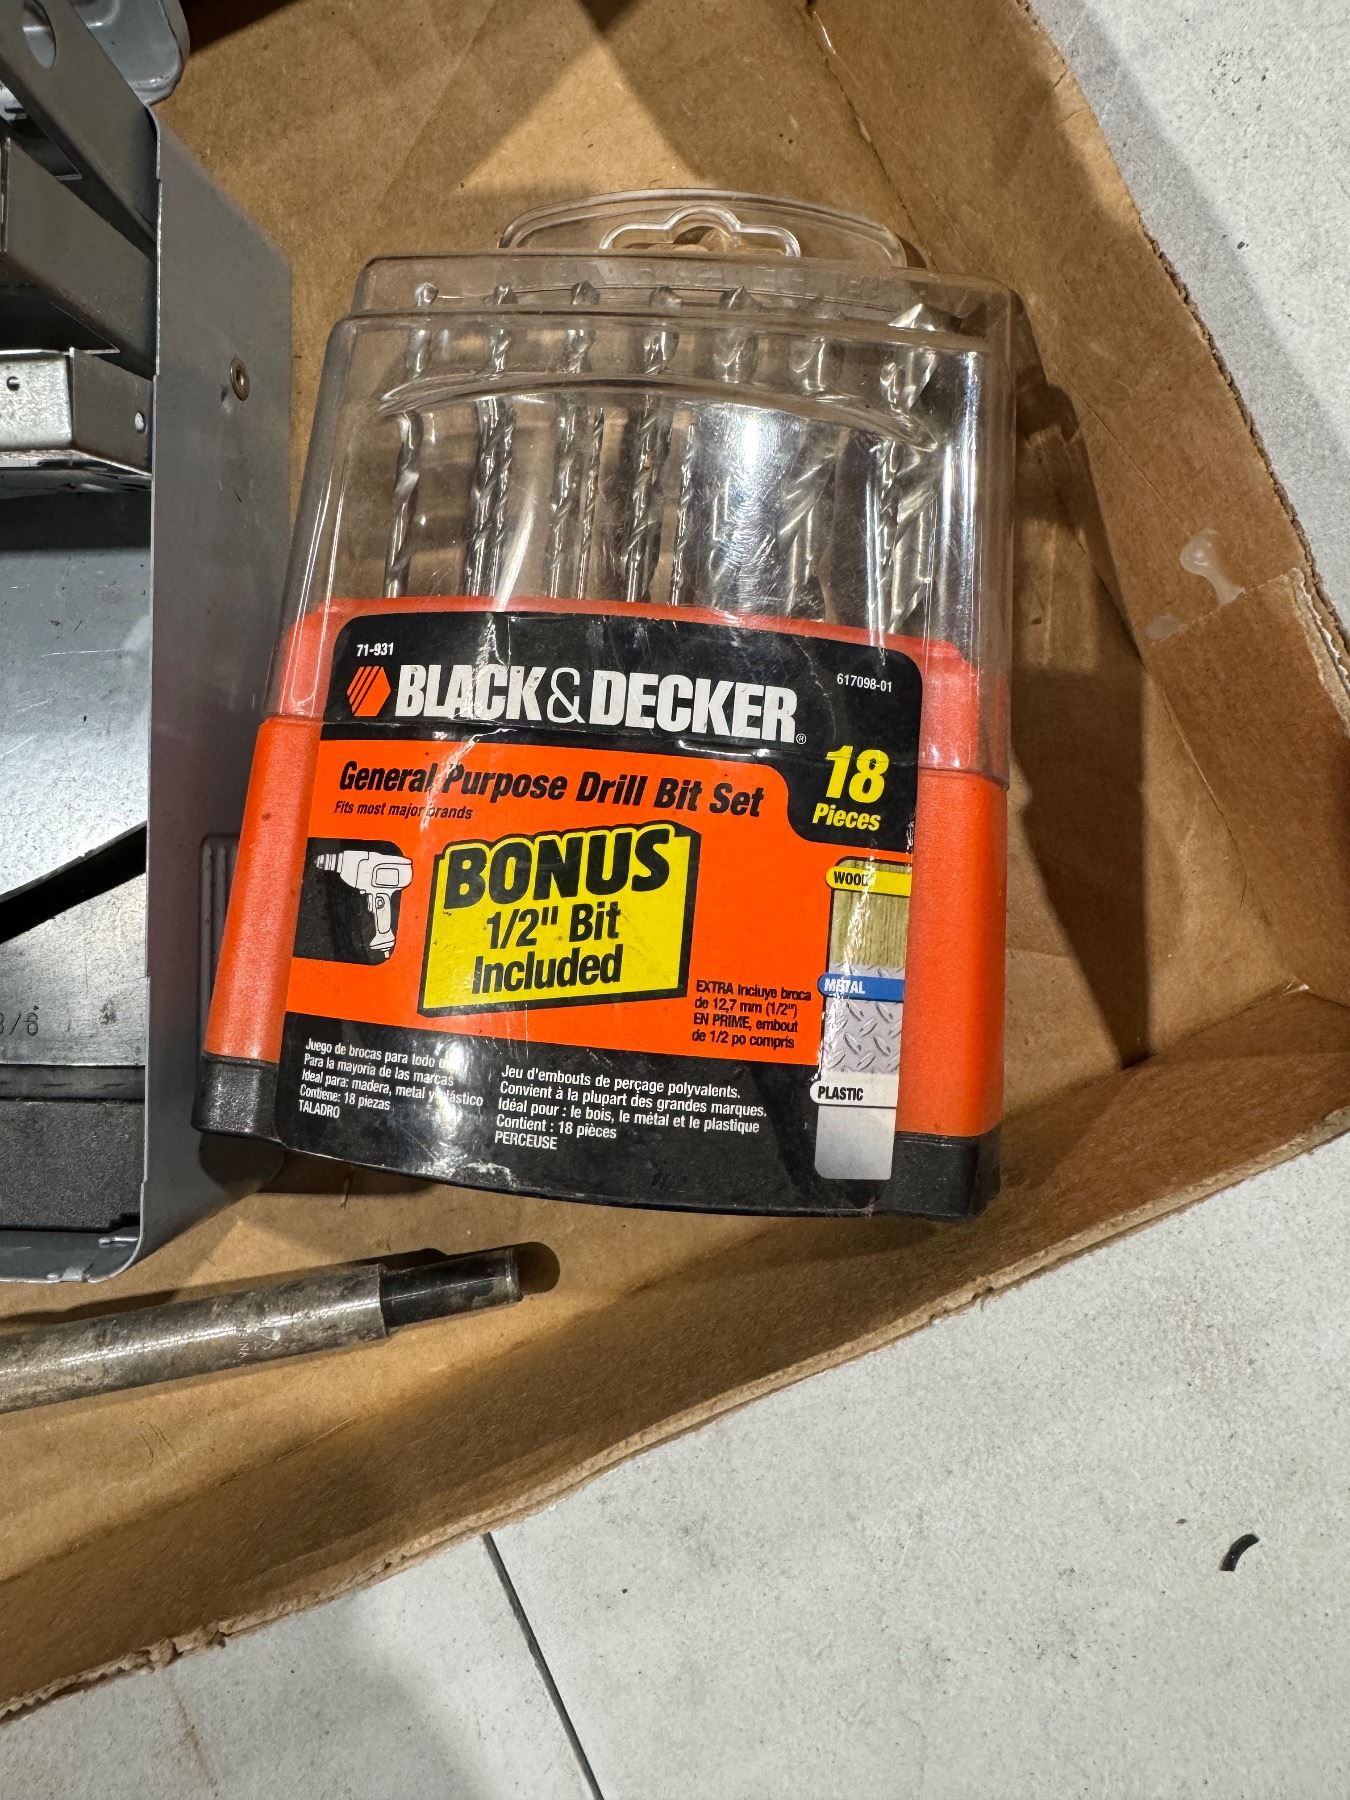 71-931
617098-01
BLACK&DECKER®
General Purpose Drill Bit Set
Fits most major brands
18
Pieces
BONUS
1/2" Bit
Included
WOOD
METAL
PLASTIC
EXTRA Incluye broca
de 12,7 mm (1/2")
EN PRIME, embout
de 1/2 po compris
Juego de brocas para todo
Para la mayoría de las marcas
Ideal para: madera, metal y plástico
Contiene: 18 piezas
TALADRO
Jeu d'embouts de perçage polyvalents.
Convient à la plupart des grandes marques.
Idéal pour : le bois, le métal et le plastique
Contient : 18 pièces
PERCEUSE